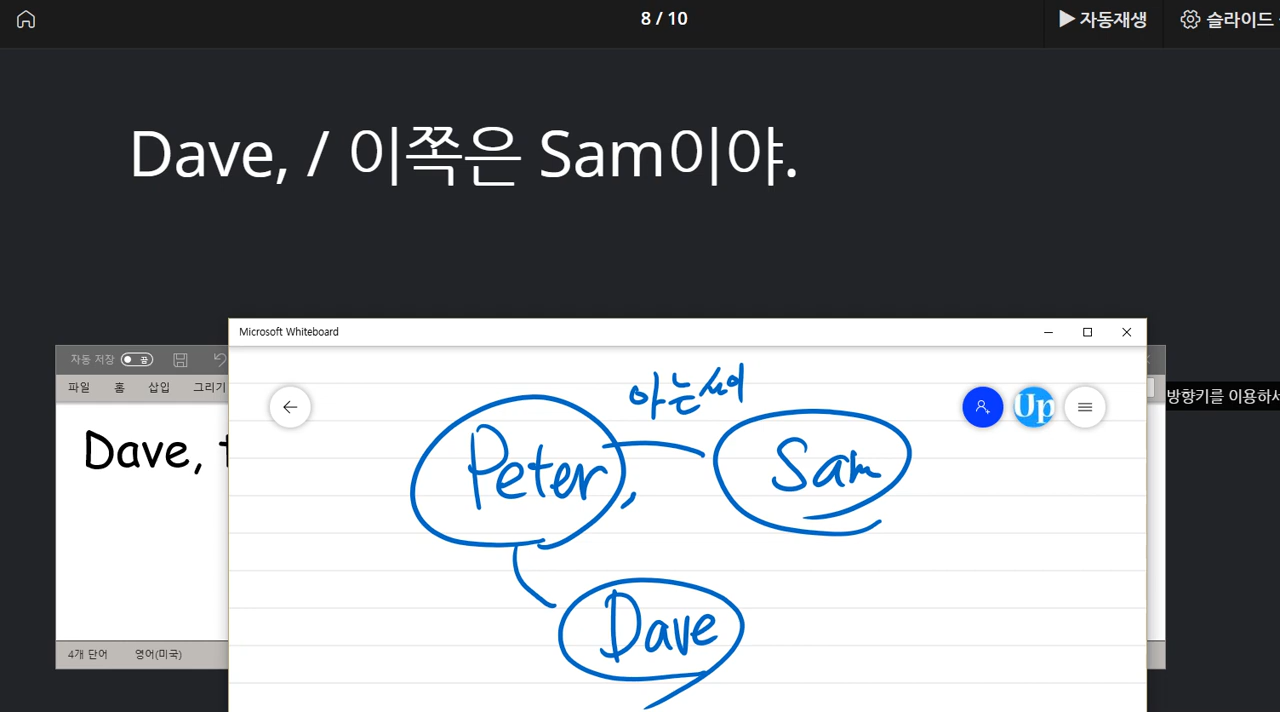 8 / 10
▶ 자동재생
슬라이드
Dave, / 이쪽은 Sam이야.
Microsoft Whiteboard
자동 저장 끔
파일 홈 삽입 그리기
방향키를 이용하
아는사이
Up
Peter,
Sam
Dave,
Dave
4개 단어 영어(미국)